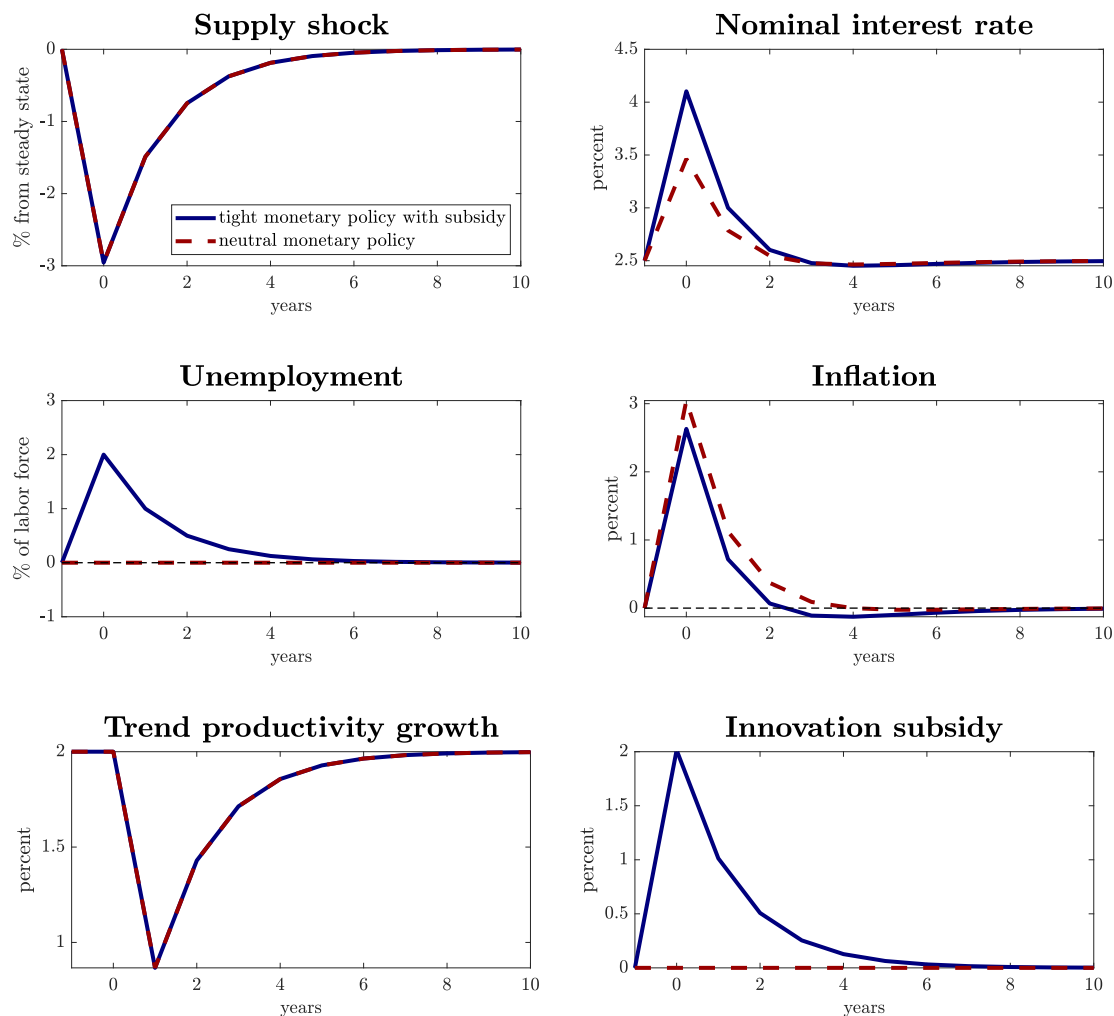 Supply shock
0
-1
-2
-3
% from steady state
tight monetary policy with subsidy
neutral monetary policy
0 2 4 6 8 10
years
Nominal interest rate
4.5
4
3.5
3
2.5
percent
0 2 4 6 8 10
years
Unemployment
3
2
1
0
-1
% of labor force
0 2 4 6 8 10
years
Inflation
3
2
1
0
percent
0 2 4 6 8 10
years
Trend productivity growth
2
1.5
1
percent
0 2 4 6 8 10
years
Innovation subsidy
2
1.5
1
0.5
0
percent
0 2 4 6 8 10
years